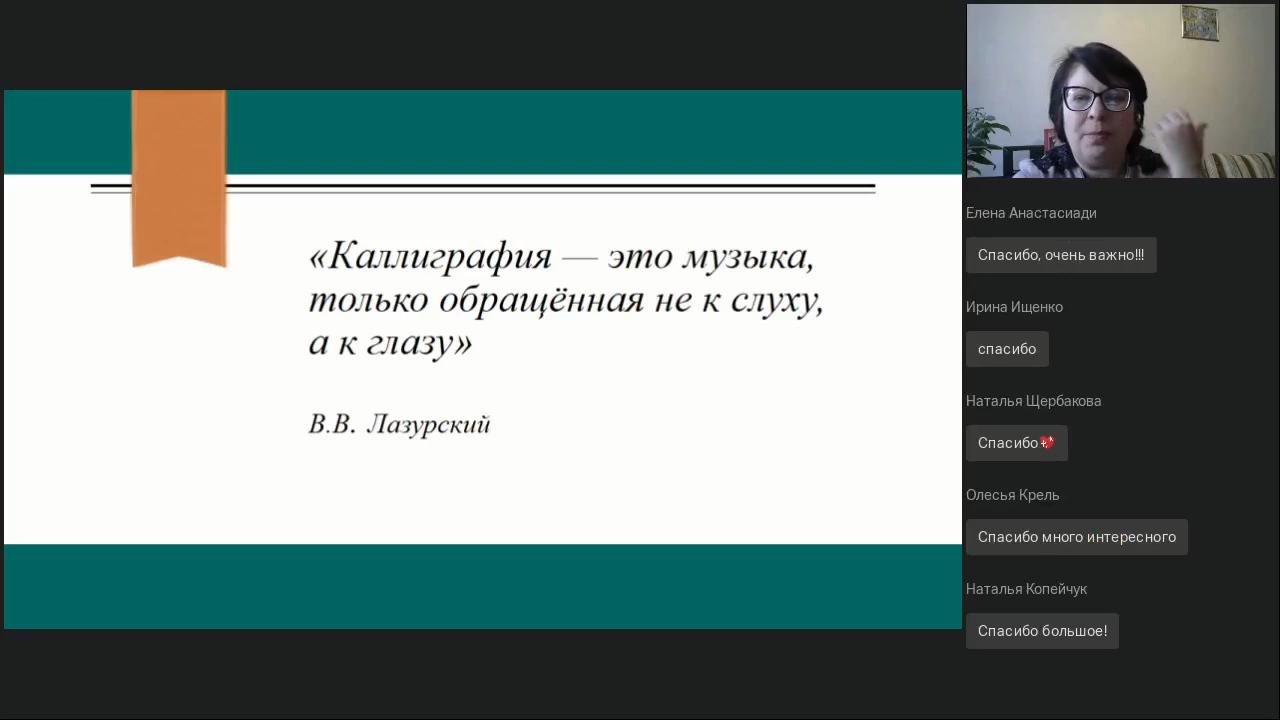 «Каллиграфия — это музыка,
только обращённая не к слуху,
а к глазу»
В.В. Лазурский
Елена Анастасиади
Спасибо, очень важно!!!
Ирина Ищенко
спасибо
Наталья Щербакова
Спасибо💘
Олесья Крель
Спасибо много интересного
Наталья Копейчук
Спасибо большое!